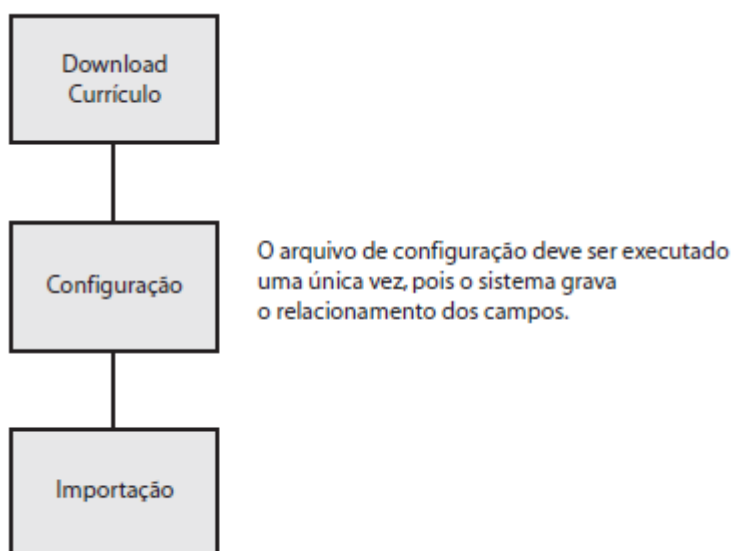 Download
Currículo
Configuração
O arquivo de configuração deve ser executado
uma única vez, pois o sistema grava
o relacionamento dos campos.
Importação